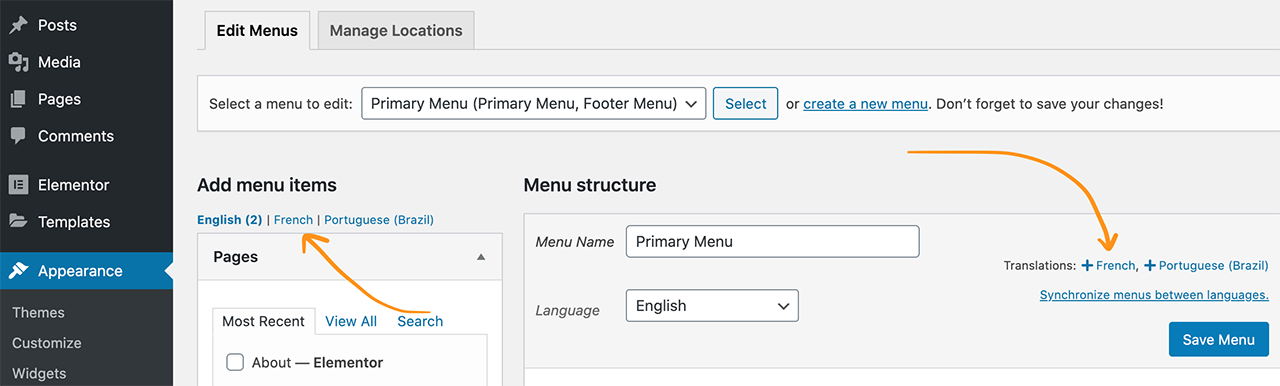 Posts
Media
Pages
Comments
Elementor
Templates
Appearance
Themes
Customize
Widgets
Edit Menus
Manage Locations
Select a menu to edit: Primary Menu (Primary Menu, Footer Menu) Select or create a new menu. Don’t forget to save your changes!
Add menu items
English (2) | French | Portuguese (Brazil)
Pages
Most Recent View All Search
About — Elementor
Menu structure
Menu Name Primary Menu
Translations: +French, +Portuguese (Brazil)
Synchronize menus between languages.
Language English
Save Menu